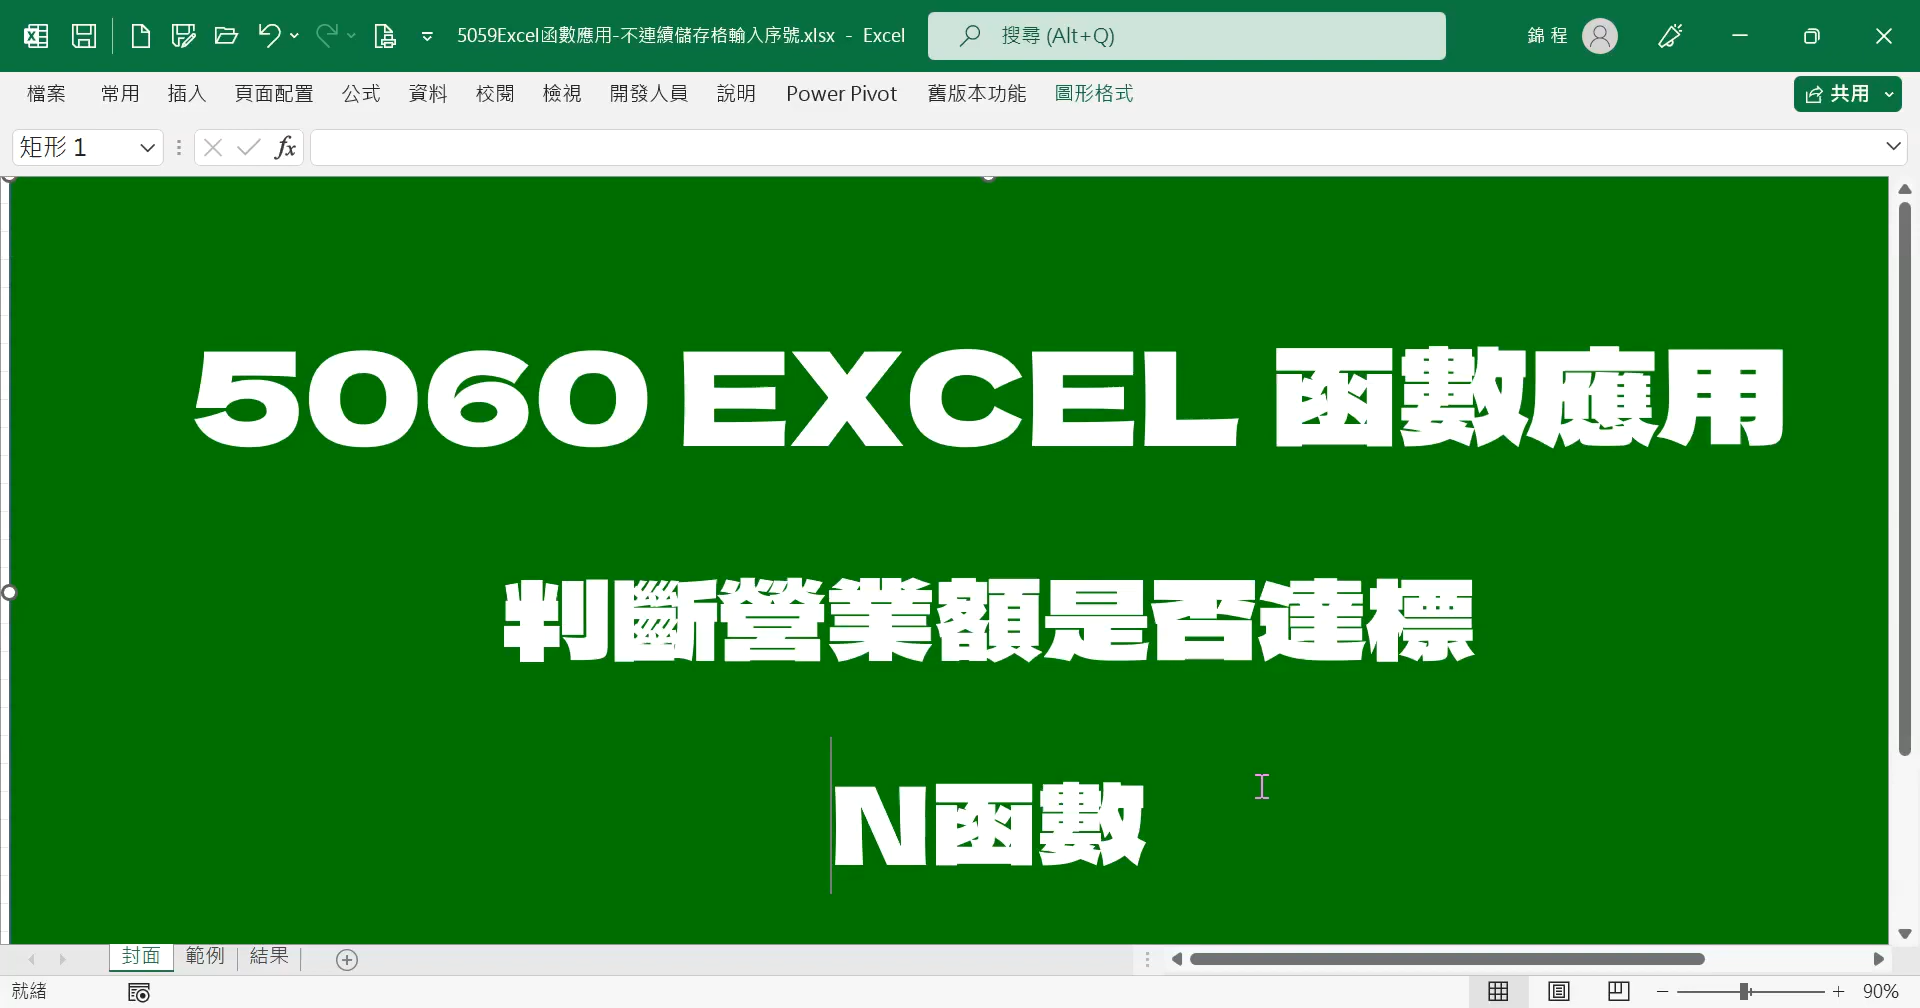 5059Excel函數應用-不連續儲存格輸入序號.xlsx - Excel
搜尋 (Alt+Q)
錦 程
檔案 常用 插入 頁面配置 公式 資料 校閱 檢視 開發人員 說明 Power Pivot 舊版本功能 圖形格式
共用
矩形 1
fx
5060 EXCEL 函數應用
判斷營業額是否達標
N函數
封面 範例 結果
就緒
90%